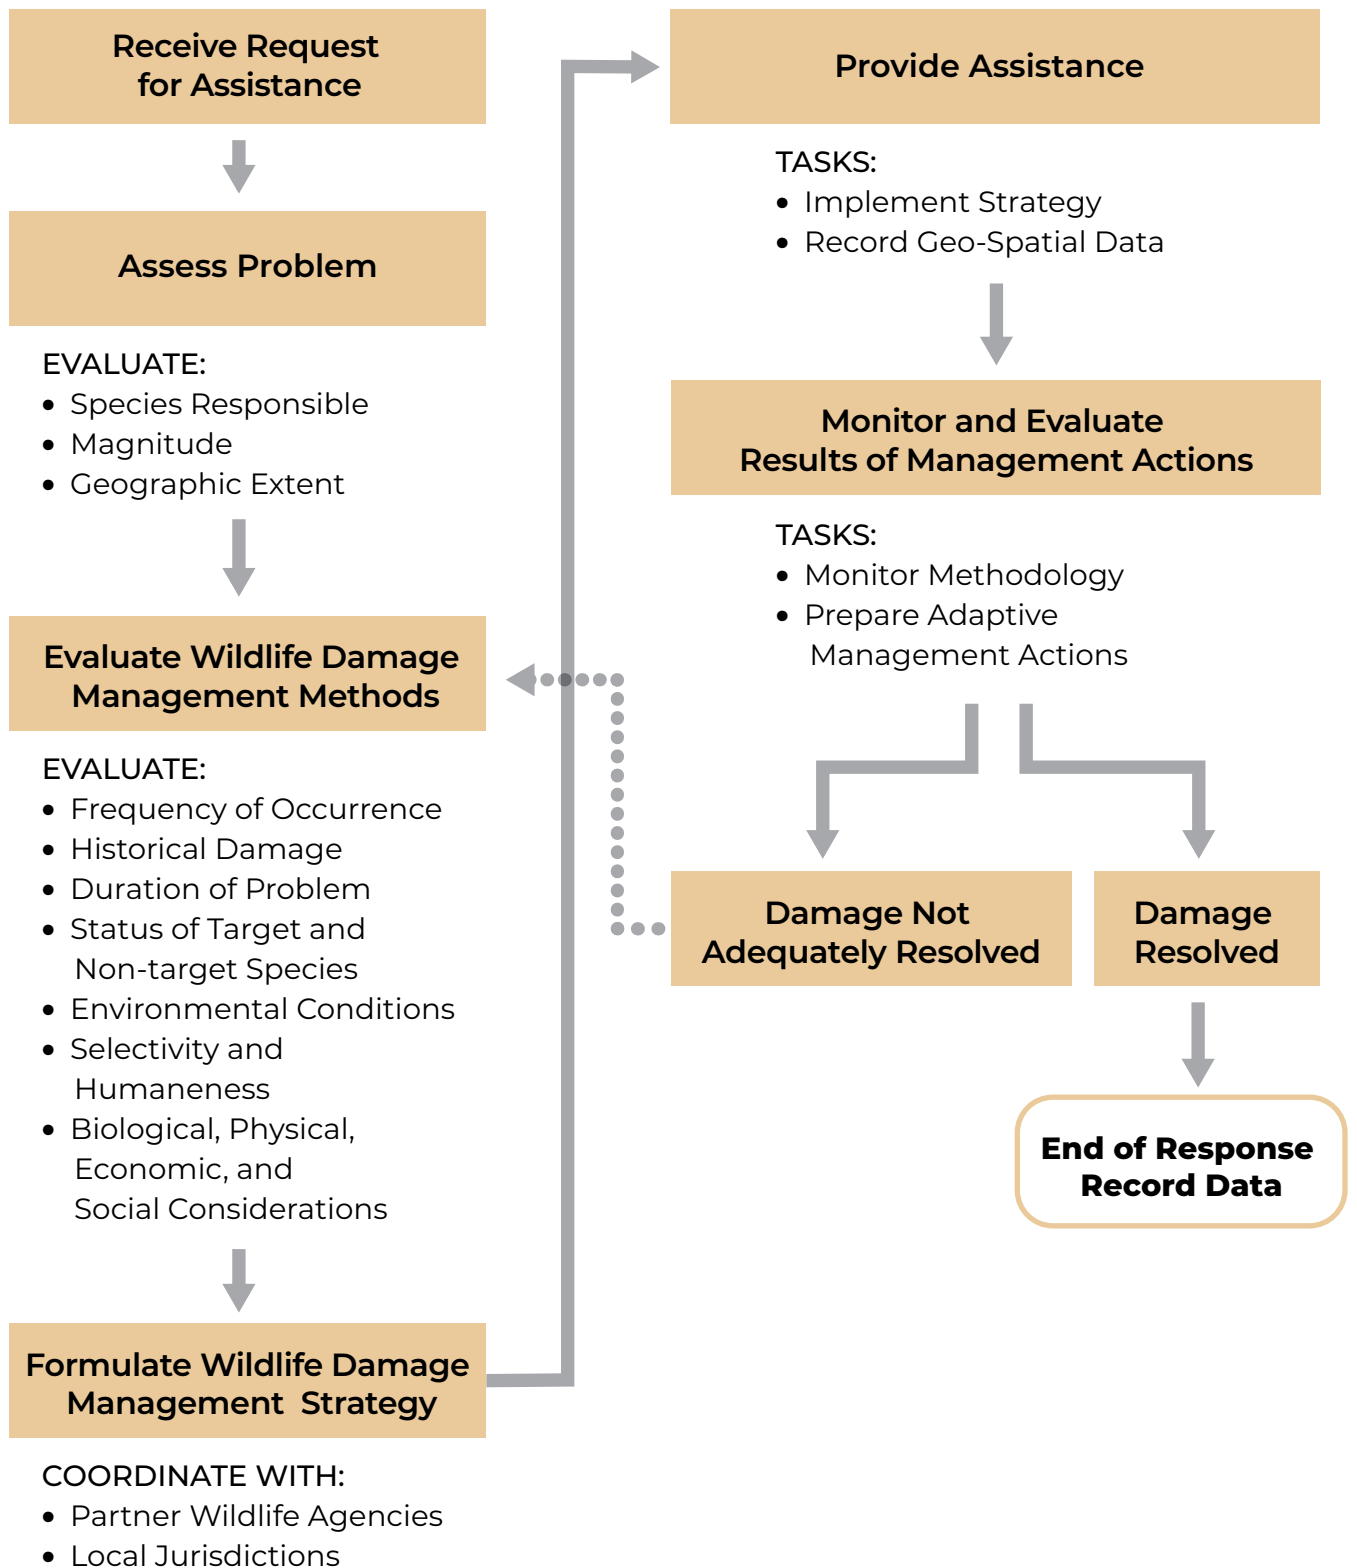 Receive Request
for Assistance
Assess Problem
EVALUATE:
• Species Responsible
• Magnitude
• Geographic Extent
Evaluate Wildlife Damage
Management Methods
EVALUATE:
• Frequency of Occurrence
• Historical Damage
• Duration of Problem
• Status of Target and
Non-target Species
• Environmental Conditions
• Selectivity and
Humaneness
• Biological, Physical,
Economic, and
Social Considerations
Formulate Wildlife Damage
Management Strategy
COORDINATE WITH:
• Partner Wildlife Agencies
• Local Jurisdictions
Provide Assistance
TASKS:
• Implement Strategy
• Record Geo-Spatial Data
Monitor and Evaluate
Results of Management Actions
TASKS:
• Monitor Methodology
• Prepare Adaptive
Management Actions
Damage Not
Adequately Resolved
Damage
Resolved
End of Response
Record Data